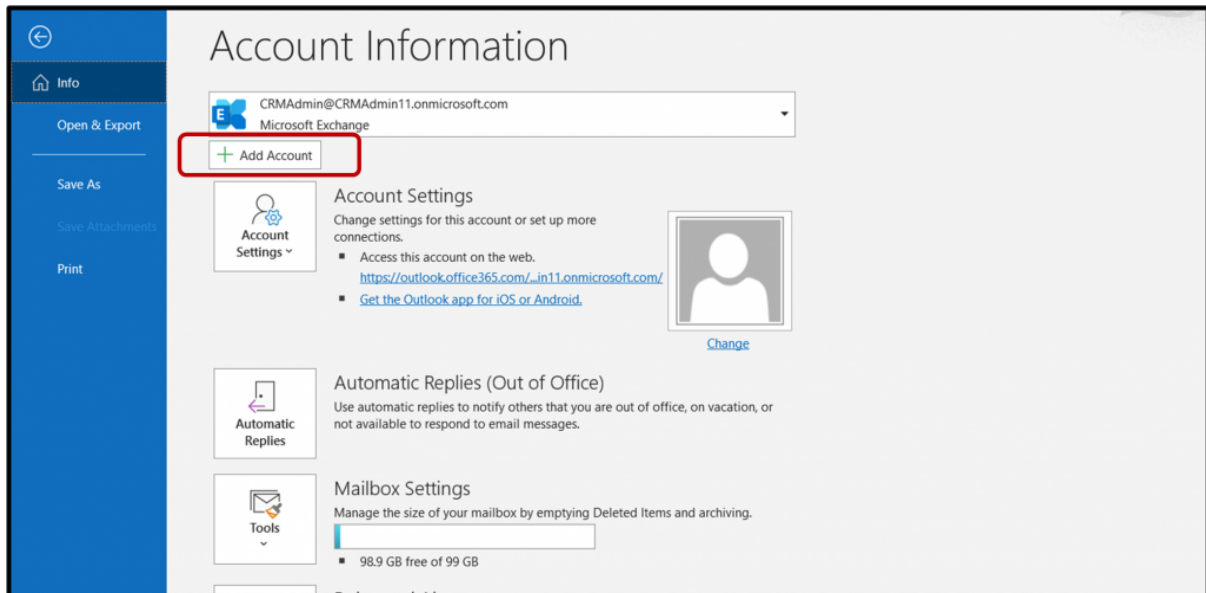 Account Information
Info
CRMAdmin@CRMAdmin11.onmicrosoft.com
Microsoft Exchange
Open & Export
Add Account
Save As
Save Attachments
Print
Account Settings
Account Settings
Change settings for this account or set up more
connections.
Access this account on the web.
https://outlook.office365.com/...in11.onmicrosoft.com/
Get the Outlook app for iOS or Android.
Change
Automatic
Replies
Automatic Replies (Out of Office)
Use automatic replies to notify others that you are out of office, on vacation, or
not available to respond to email messages.
Tools
Mailbox Settings
Manage the size of your mailbox by emptying Deleted Items and archiving.
98.9 GB free of 99 GB